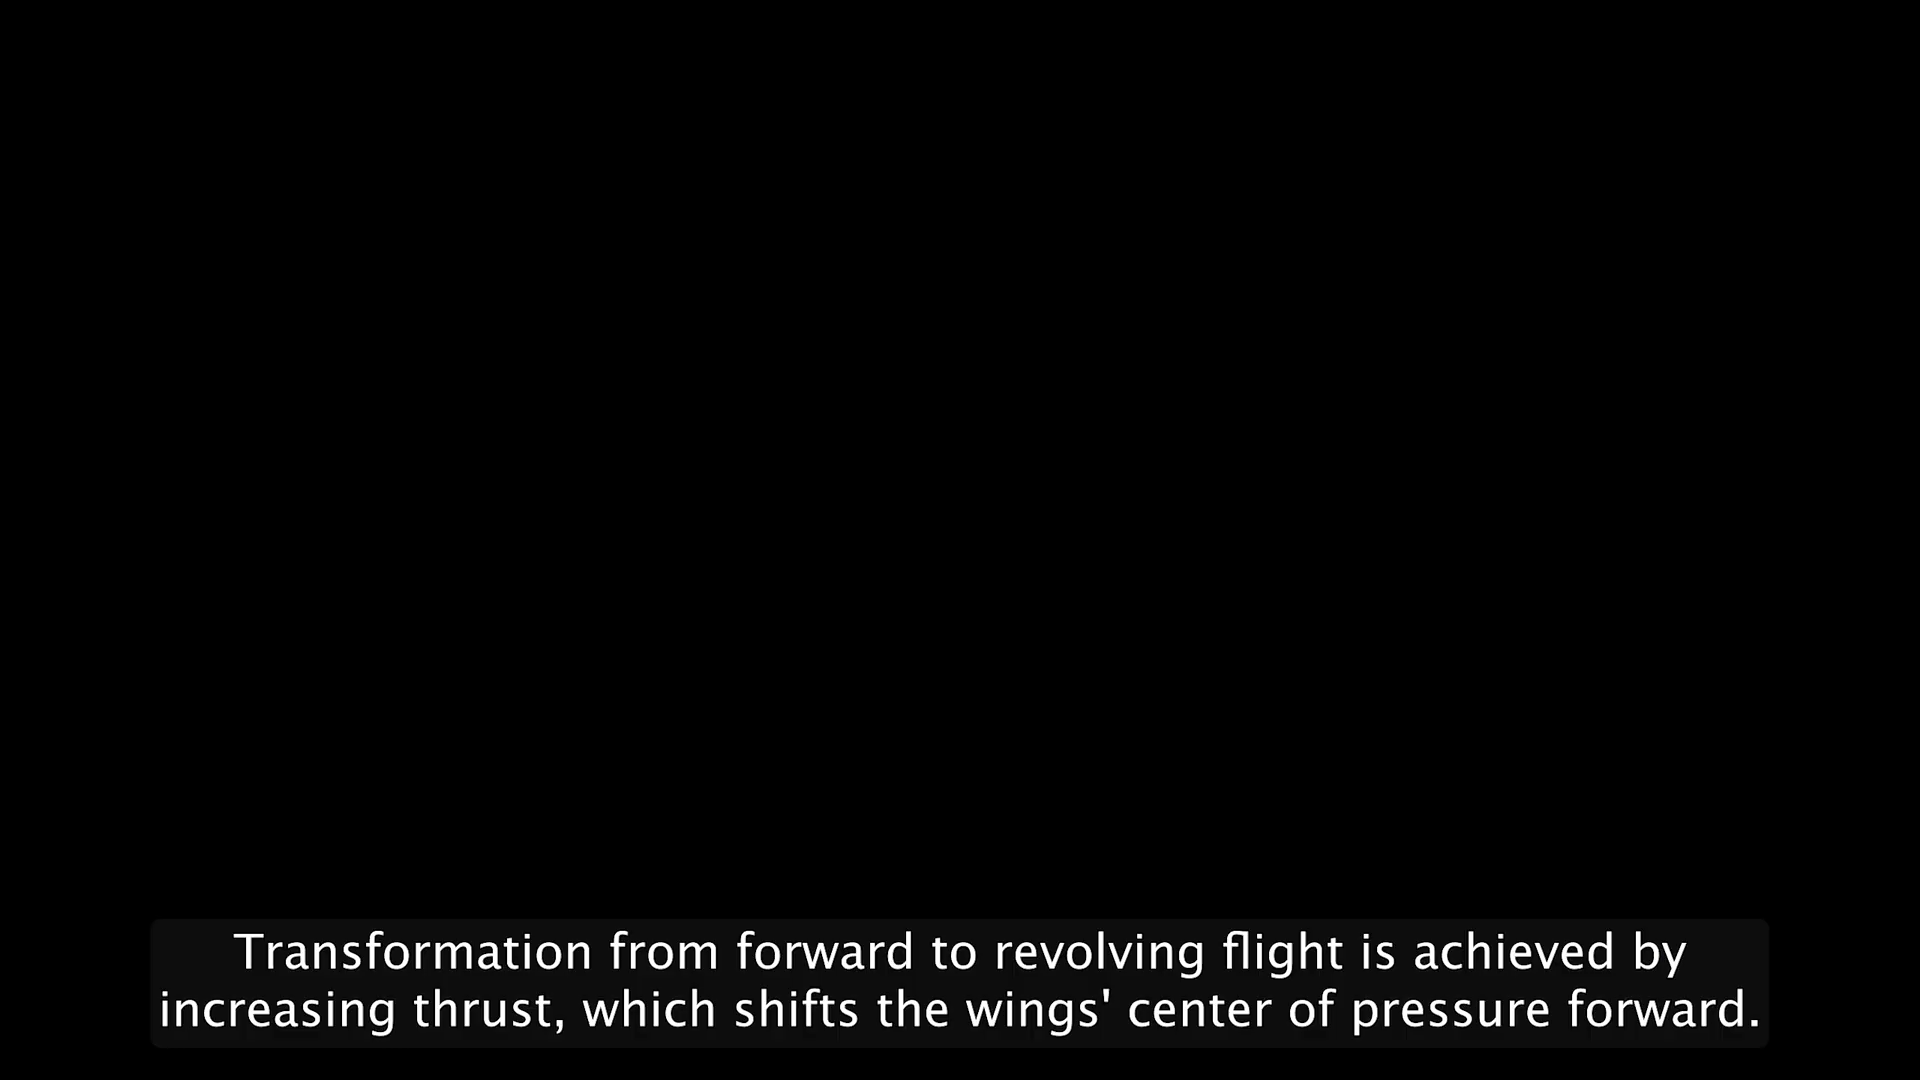 Transformation from forward to revolving flight is achieved by
increasing thrust, which shifts the wings' center of pressure forward.